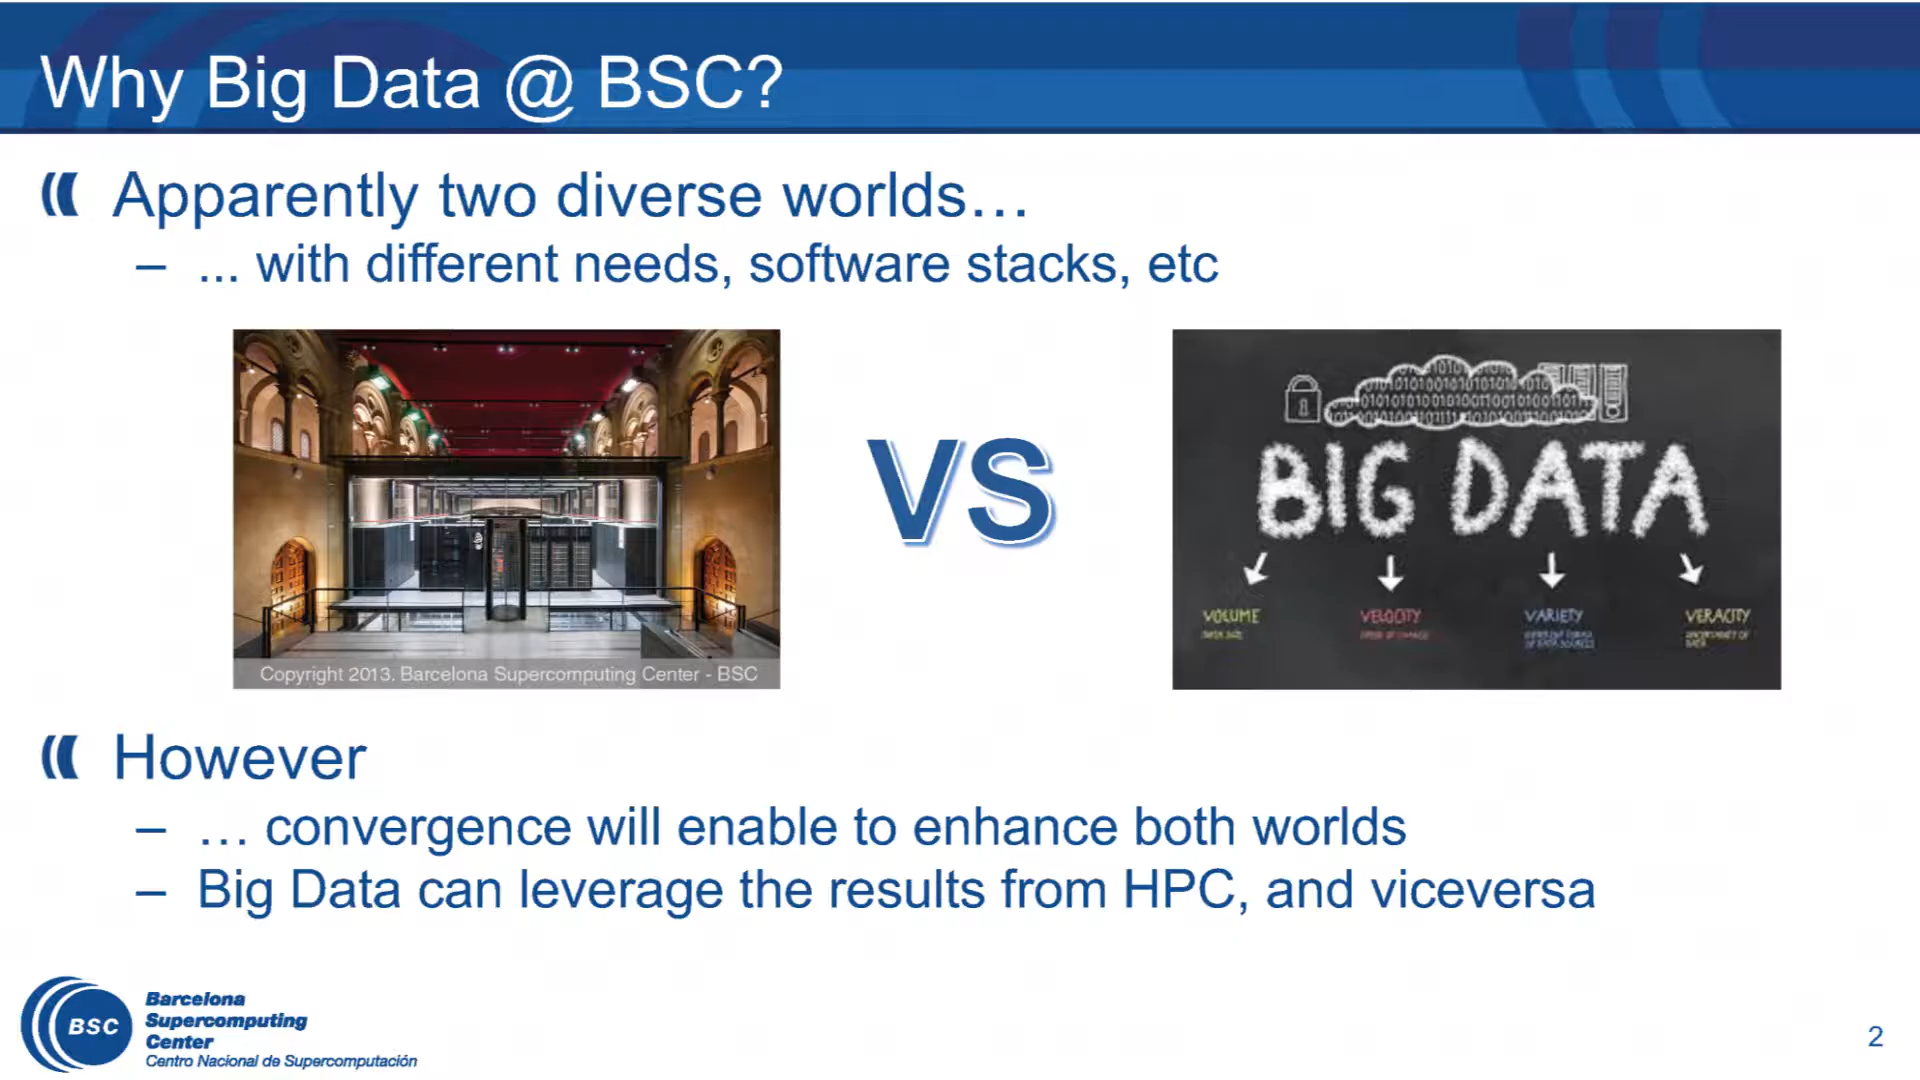 Why Big Data @ BSC?
Apparently two diverse worlds…
– ... with different needs, software stacks, etc
Copyright 2013. Barcelona Supercomputing Center - BSC
VS
BIG DATA
VOLUME
VELOCITY
VARIETY
VERACITY
DATA SIZE
However
– … convergence will enable to enhance both worlds
– Big Data can leverage the results from HPC, and viceversa
BSC
Barcelona
Supercomputing
Center
Centro Nacional de Supercomputación
2